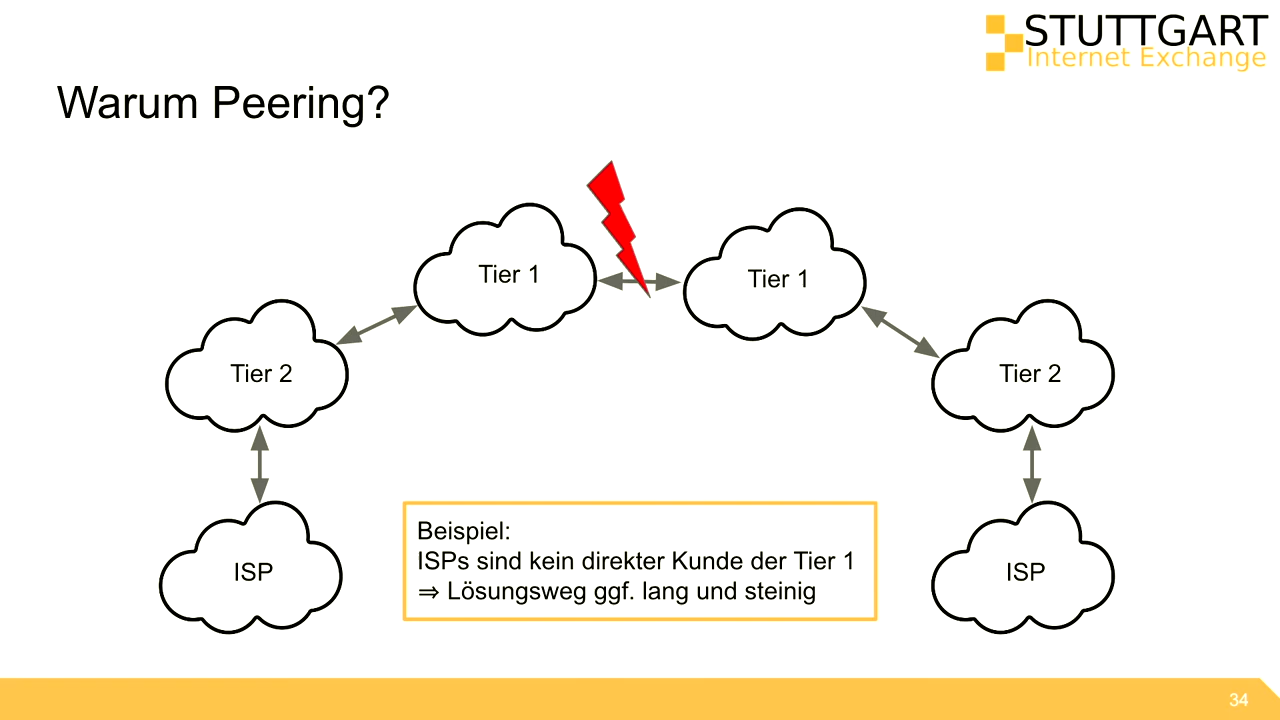 STUTTGART
Internet Exchange
Warum Peering?
Tier 1
Tier 1
Tier 2
Tier 2
ISP
ISP
Beispiel:
ISPs sind kein direkter Kunde der Tier 1
⇒ Lösungsweg ggf. lang und steinig
34